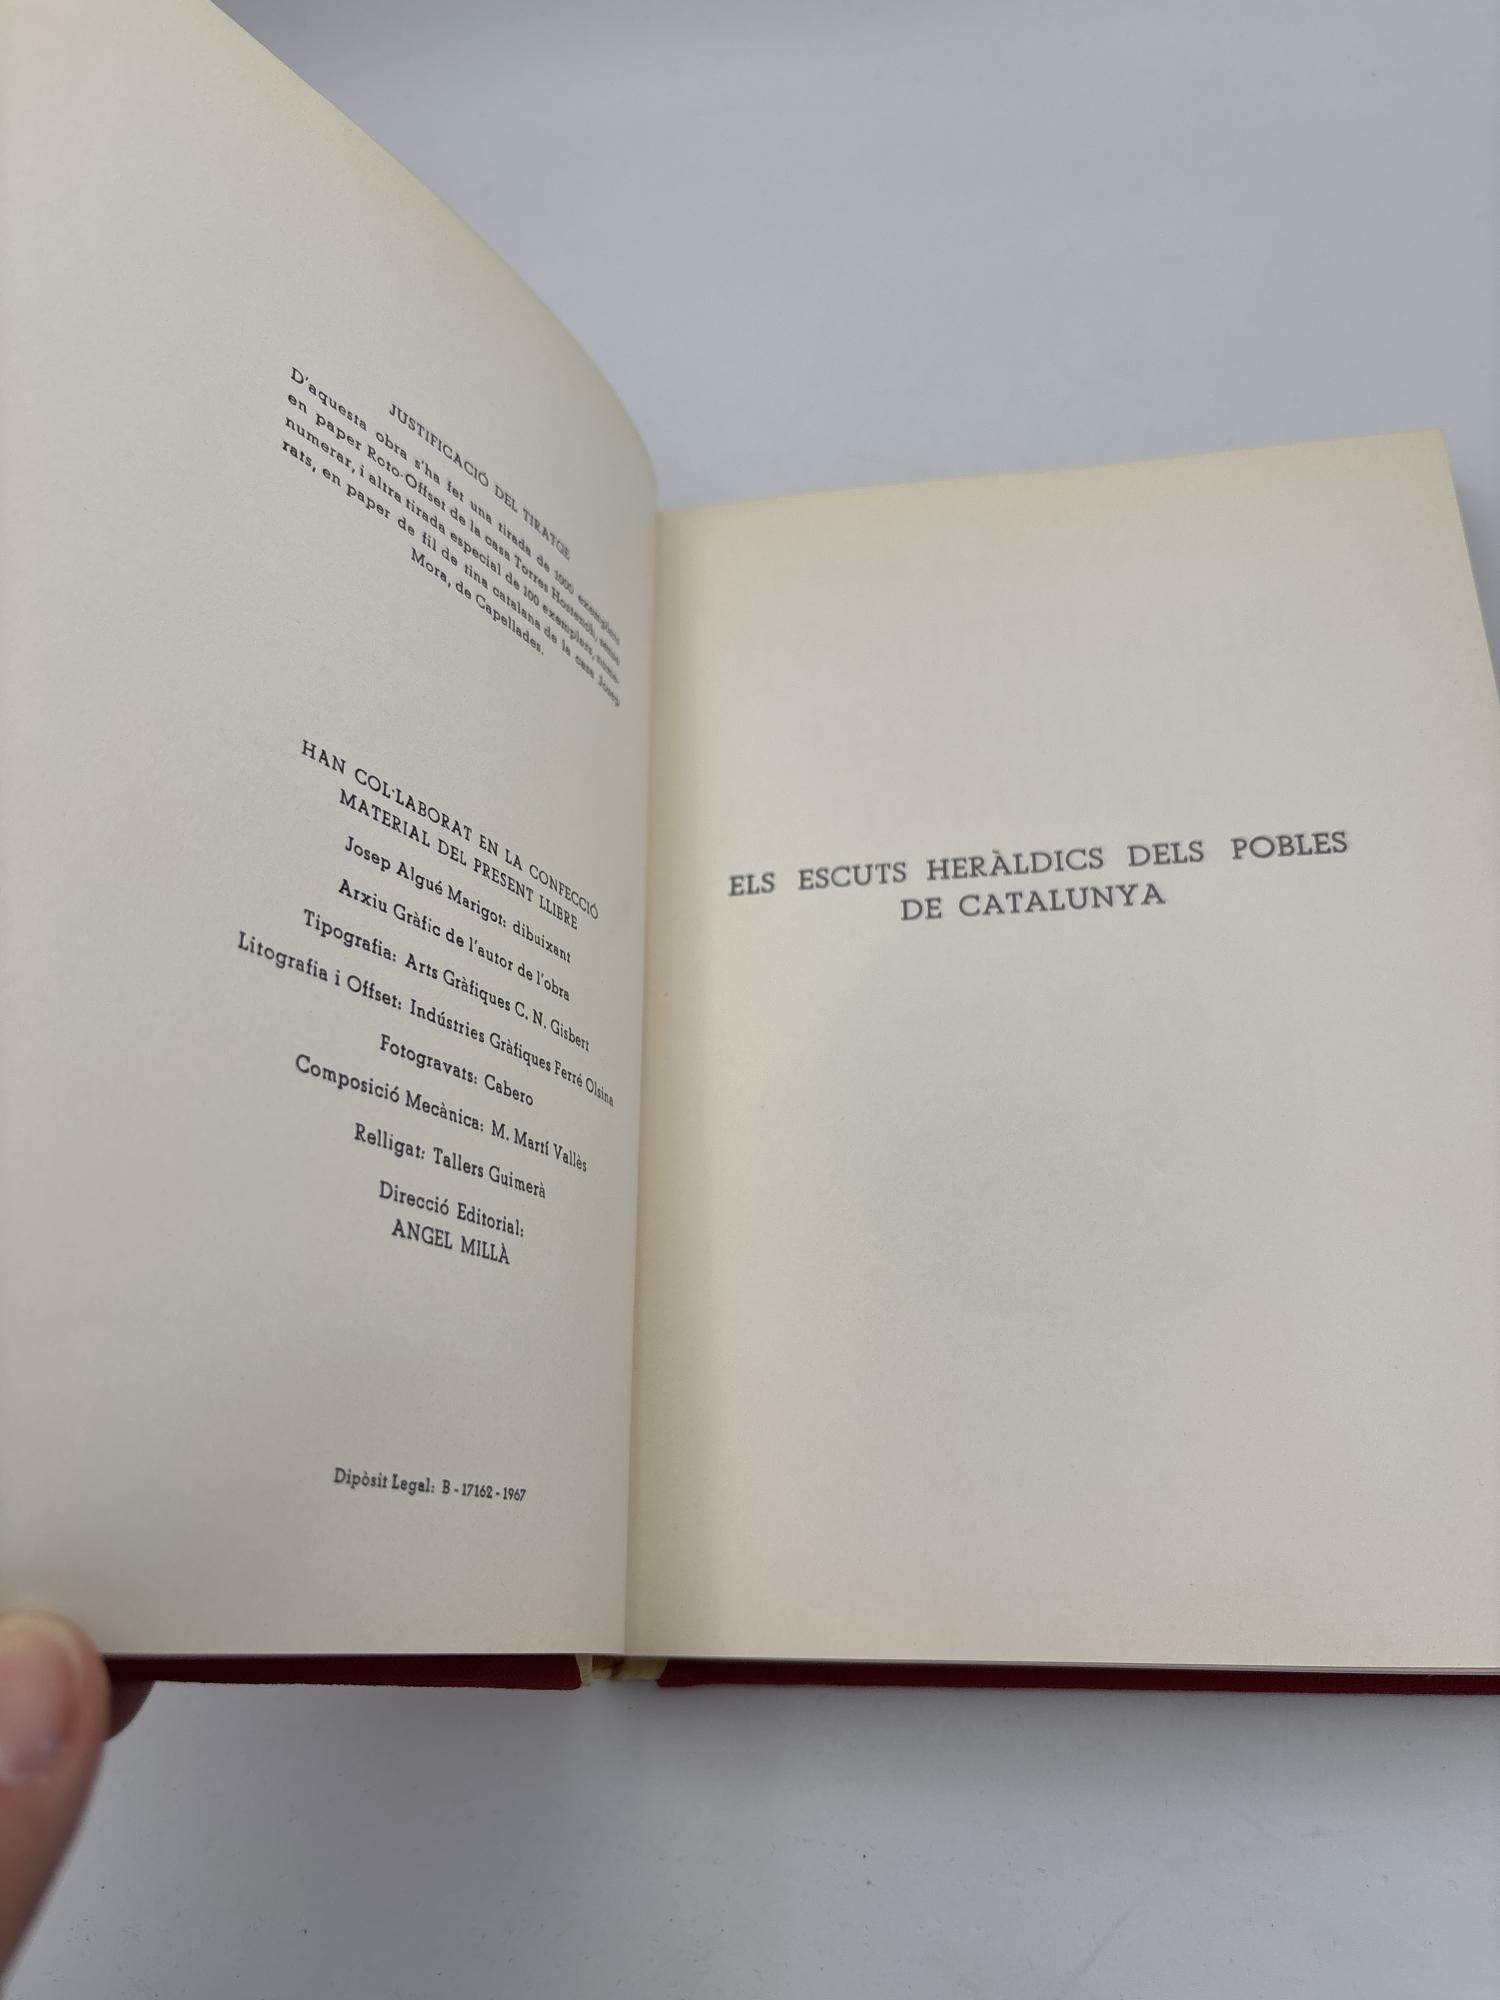 JUSTIFICACIÓ DEL TIRATGE
D'aquesta obra s'ha fet una tirada de 1000 exemplars
en paper Roto-Offset de la casa Torres Hostench, sense
numerar, i altra tirada especial de 100 exemplars, nume-
rats, en paper de fil de tina catalana de la casa Josep
Mora, de Capellades.
HAN COL·LABORAT EN LA CONFECCIÓ
MATERIAL DEL PRESENT LLIBRE
Josep Algué Marigot: dibuixant
Arxiu Gràfic de l'autor de l'obra
Tipografia: Arts Gràfiques C. N. Gisbert
Litografia i Offset: Indústries Gràfiques Ferré Olsina
Fotogravats: Cabero
Composició Mecànica: M. Martí Vallès
Relligat: Tallers Guimerà
Direcció Editorial:
ANGEL MILLÀ
Dipòsit Legal: B - 17162 - 1967
ELS ESCUTS HERÀLDICS DELS POBLES
DE CATALUNYA